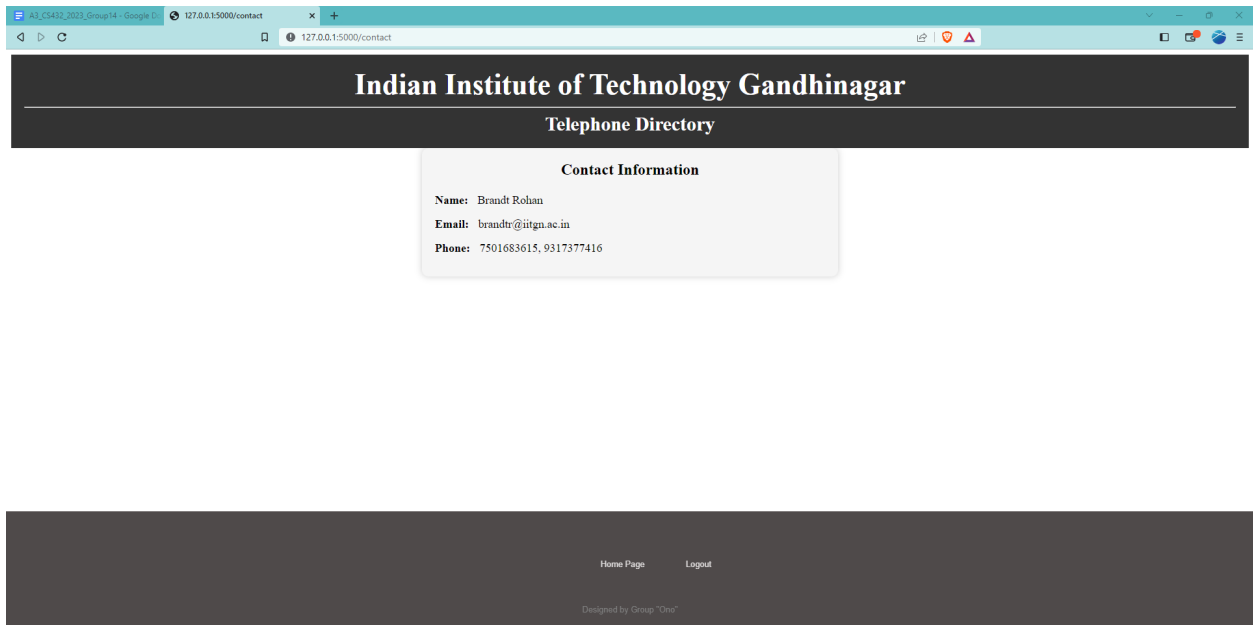 A3_CS432_2023_Group14 - Google D
127.0.0.1:5000/contact
127.0.0.1:5000/contact
Indian Institute of Technology Gandhinagar
Telephone Directory
Contact Information
Name: Brandt Rohan
Email: brandtr@iitgn.ac.in
Phone: 7501683615, 9317377416
Home Page Logout
Designed by Group "One"